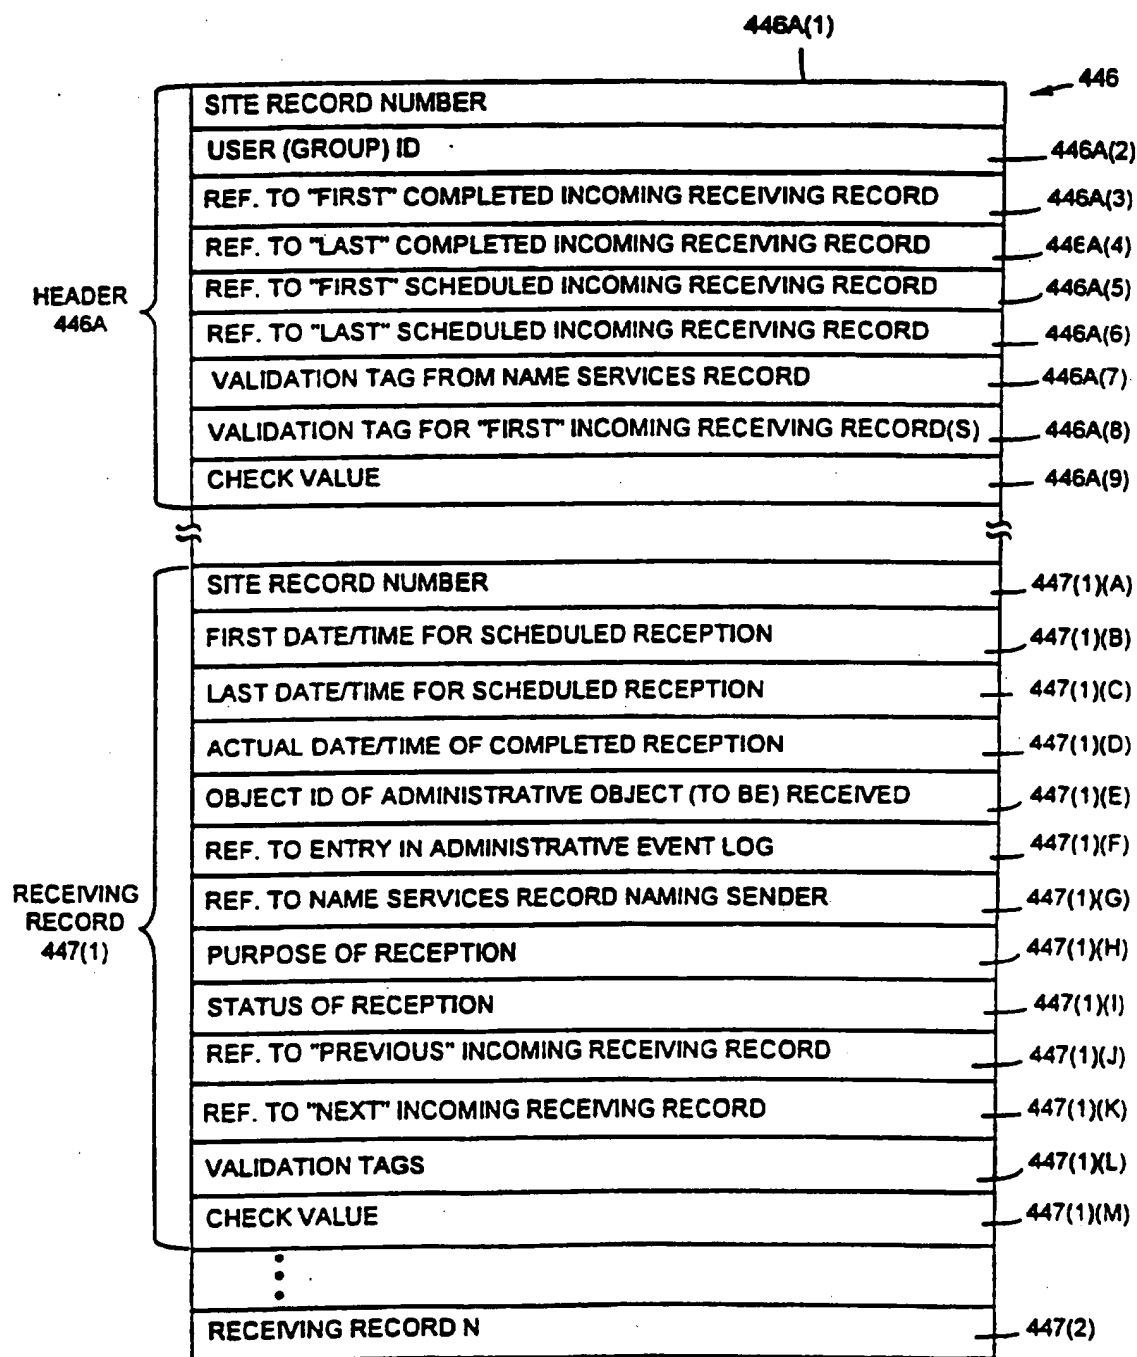 446A(1)
446
SITE RECORD NUMBER
USER (GROUP) ID
446A(2)
REF. TO "FIRST" COMPLETED INCOMING RECEIVING RECORD
446A(3)
REF. TO "LAST" COMPLETED INCOMING RECEIVING RECORD
446A(4)
REF. TO "FIRST" SCHEDULED INCOMING RECEIVING RECORD
446A(5)
HEADER
446A
REF. TO "LAST" SCHEDULED INCOMING RECEIVING RECORD
446A(6)
VALIDATION TAG FROM NAME SERVICES RECORD
446A(7)
VALIDATION TAG FOR "FIRST" INCOMING RECEIVING RECORD(S)
446A(8)
CHECK VALUE
446A(9)
SITE RECORD NUMBER
447(1)(A)
FIRST DATE/TIME FOR SCHEDULED RECEPTION
447(1)(B)
LAST DATE/TIME FOR SCHEDULED RECEPTION
447(1)(C)
ACTUAL DATE/TIME OF COMPLETED RECEPTION
447(1)(D)
OBJECT ID OF ADMINISTRATIVE OBJECT (TO BE) RECEIVED
447(1)(E)
REF. TO ENTRY IN ADMINISTRATIVE EVENT LOG
447(1)(F)
RECEIVING
RECORD
447(1)
REF. TO NAME SERVICES RECORD NAMING SENDER
447(1)(G)
PURPOSE OF RECEPTION
447(1)(H)
STATUS OF RECEPTION
447(1)(I)
REF. TO "PREVIOUS" INCOMING RECEIVING RECORD
447(1)(J)
REF. TO "NEXT" INCOMING RECEIVING RECORD
447(1)(K)
VALIDATION TAGS
447(1)(L)
CHECK VALUE
447(1)(M)
RECEIVING RECORD N
447(2)